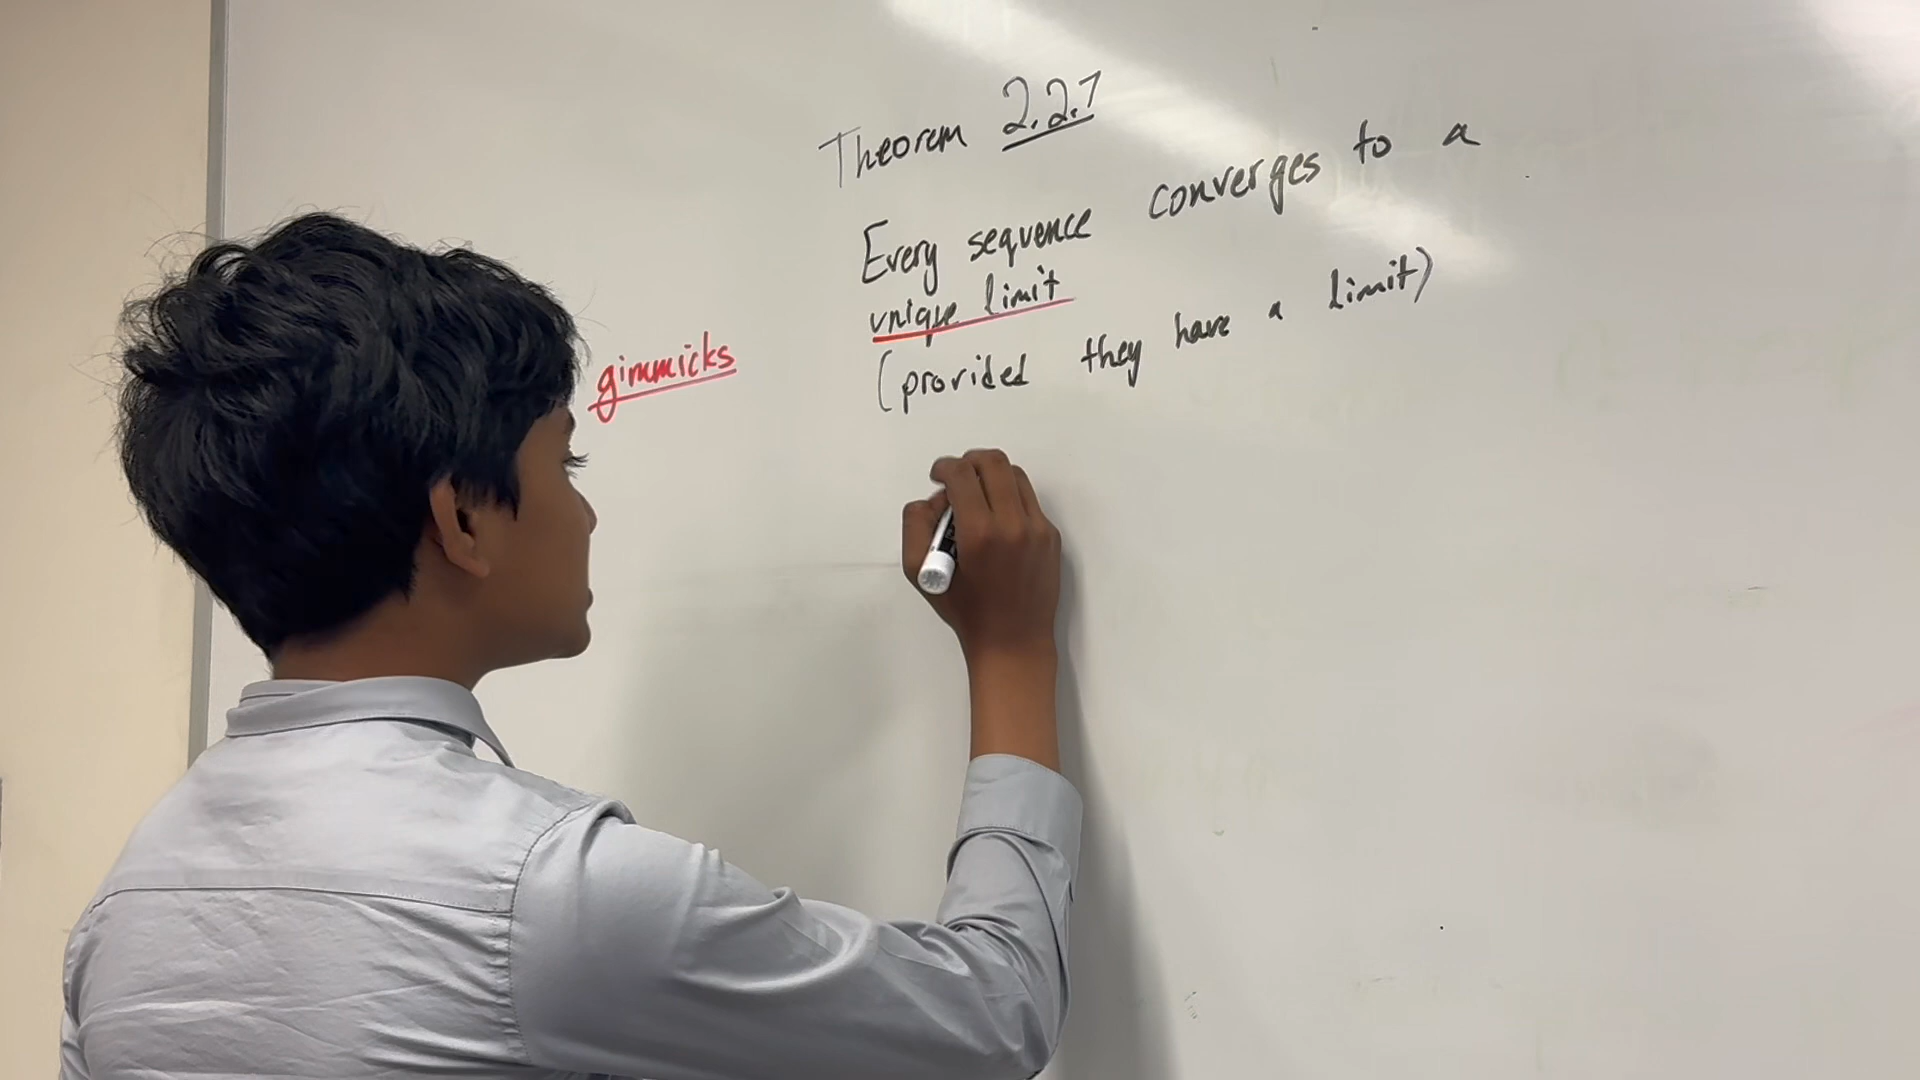 Theorem 2.2.7
Every sequence converges to a
unique limit
(provided they have a limit)
gimmicks